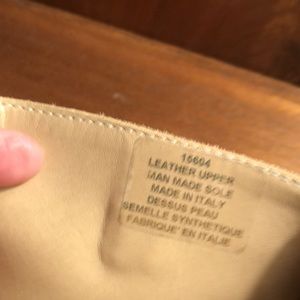 15604
LEATHER UPPER
MAN MADE SOLE
MADE IN ITALY
DESSUS PEAU
SEMELLE SYNTHETIQUE
FABRIQUE' EN ITALIE